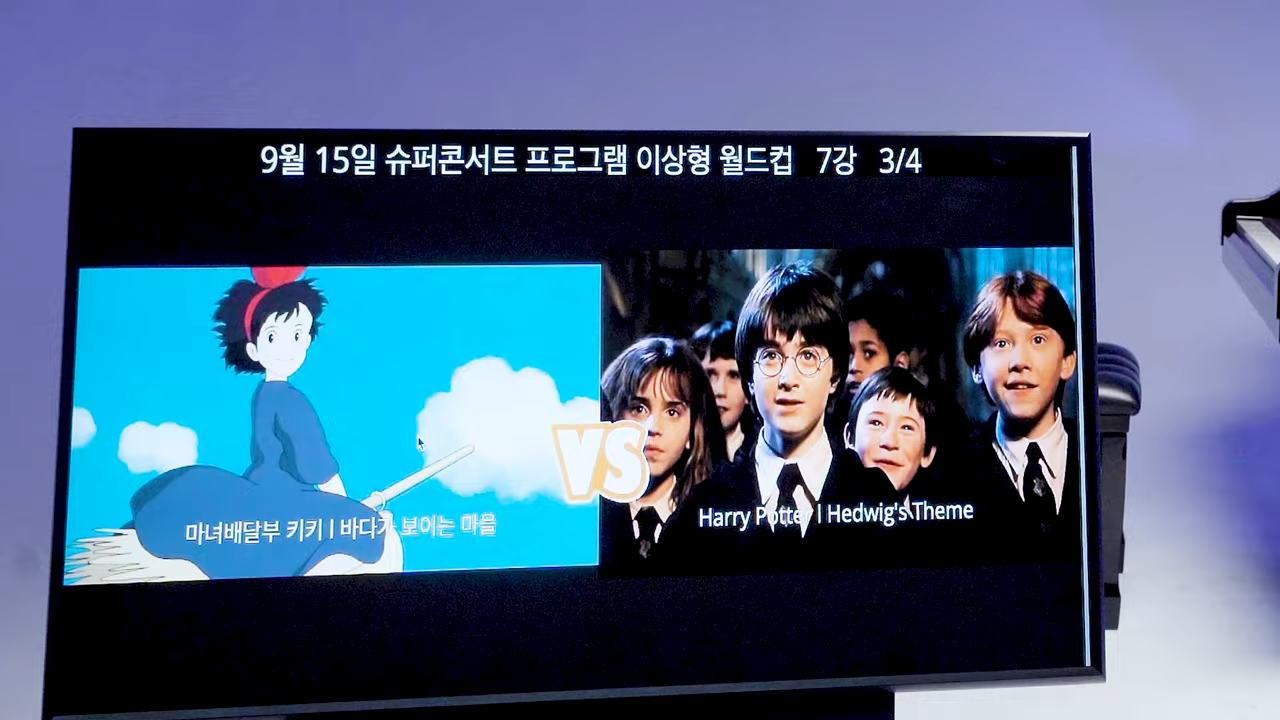 9월 15일 슈퍼콘서트 프로그램 이상형 월드컵 7강 3/4
VS
마녀배달부 키키 | 바다가 보이는 마을
Harry Potter | Hedwig's Theme